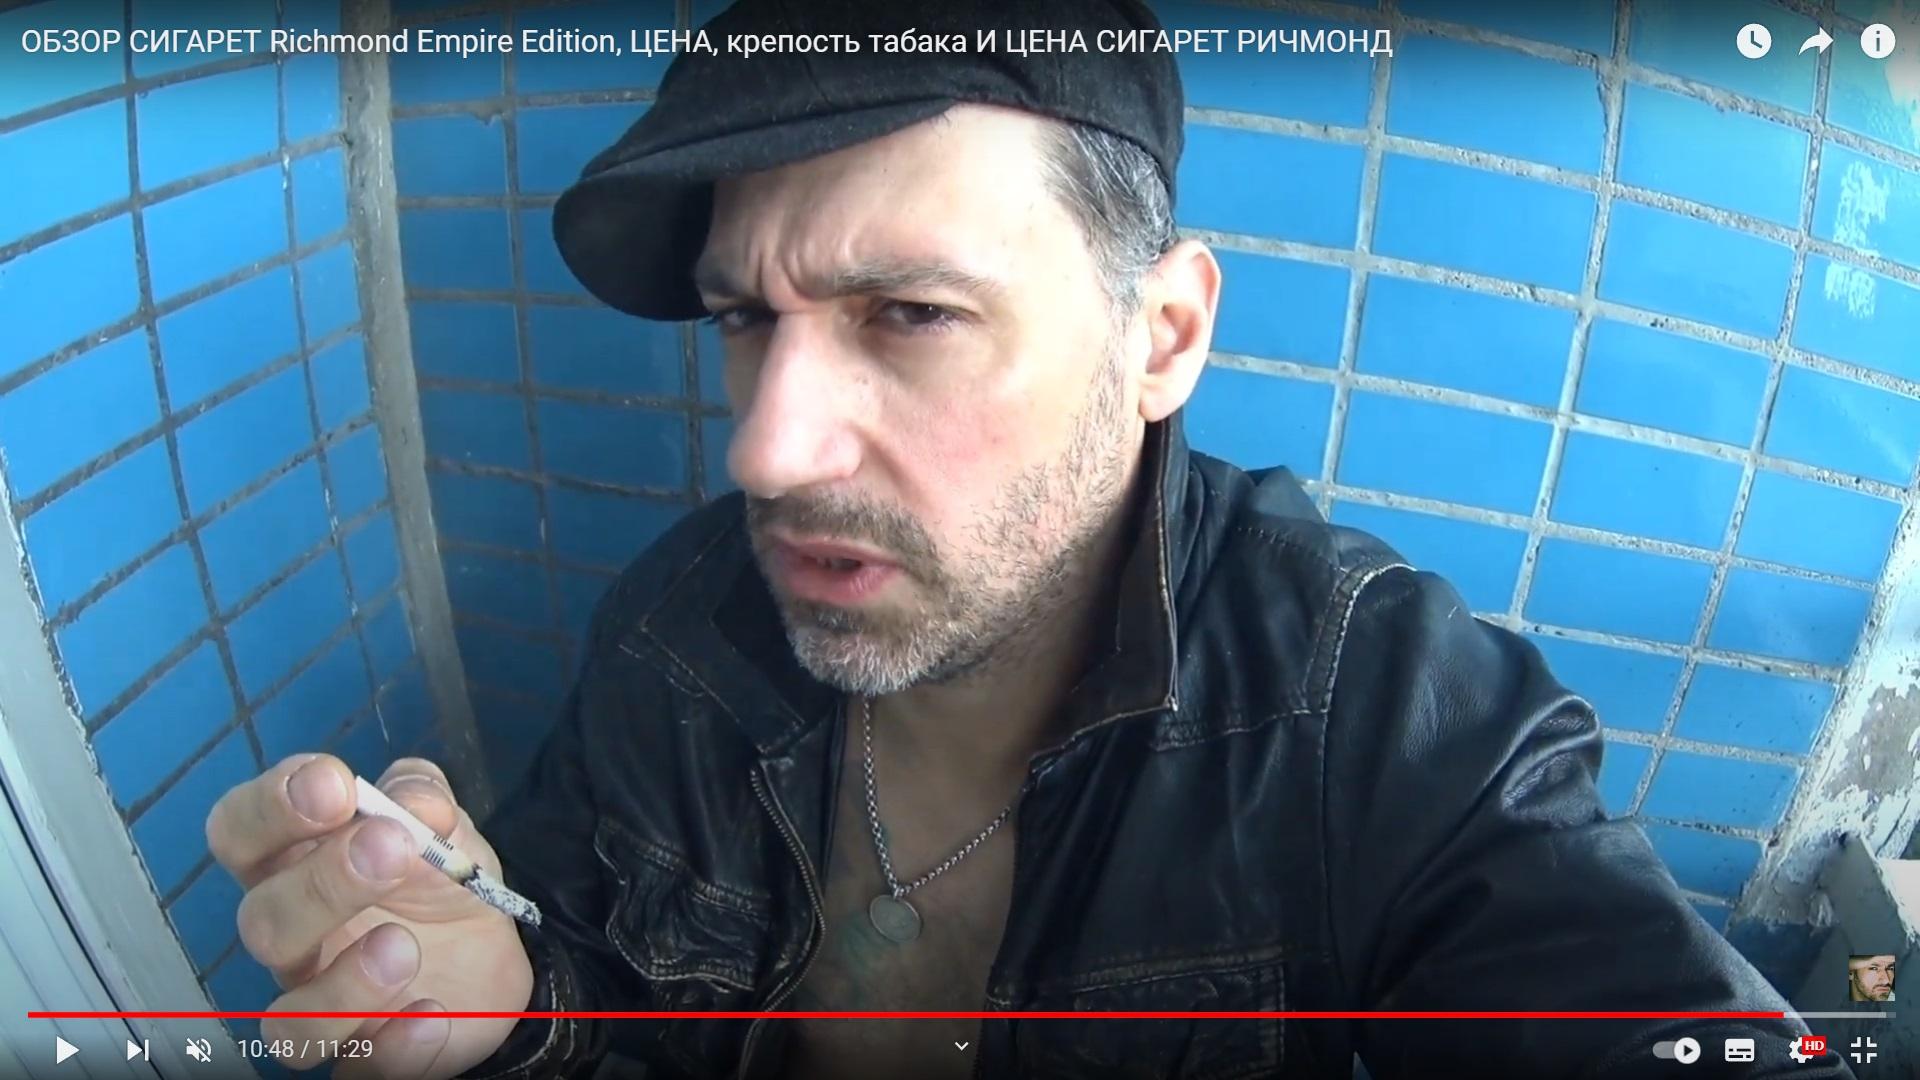 ОБЗОР СИГАРЕТ Richmond Empire Edition, ЦЕНА, крепость табака И ЦЕНА СИГАРЕТ РИЧМОНД
10:48 / 11:29
HD